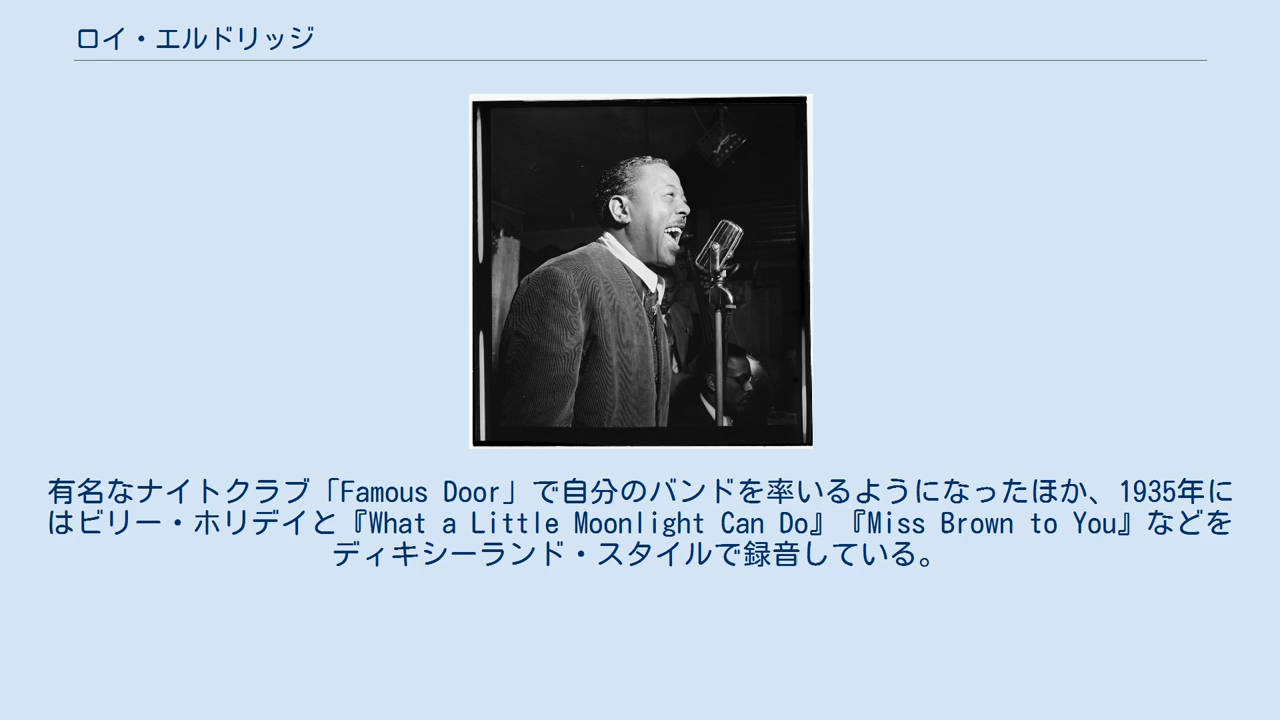 ロイ・エルドリッジ
有名なナイトクラブ「Famous Door」で自分のバンドを率いるようになったほか、1935年に
はビリー・ホリデイと『What a Little Moonlight Can Do』『Miss Brown to You』などを
ディキシーランド・スタイルで録音している。